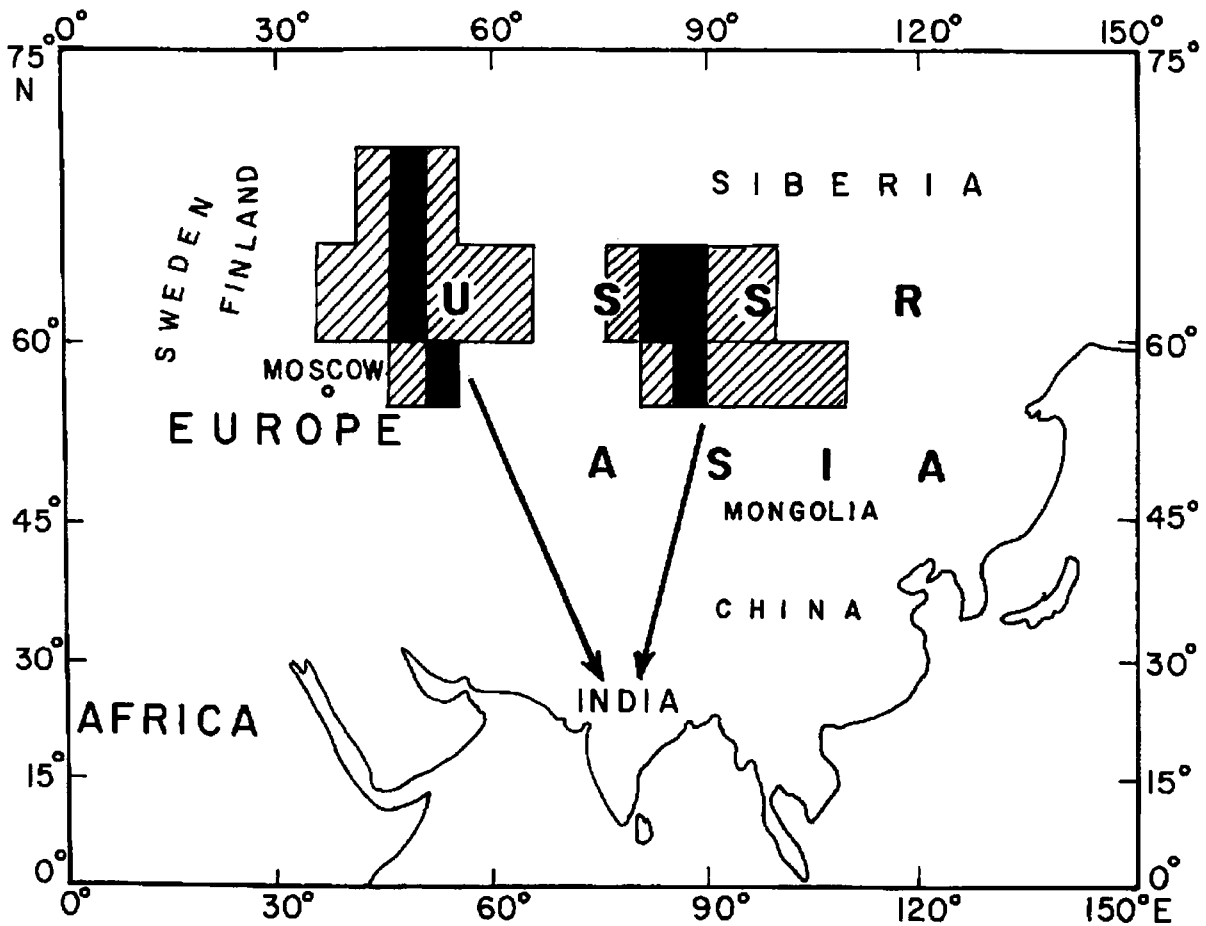 0° 30° 60° 90° 120° 150°
75° 75°
N
SIBERIA
SWEDEN
FINLAND
U S S R
60° 60°
MOSCOW
EUROPE
A S I A
MONGOLIA
45° 45°
CHINA
30° 30°
INDIA
AFRICA
15° 15°
0° 0°
0° 30° 60° 90° 120° 150°E